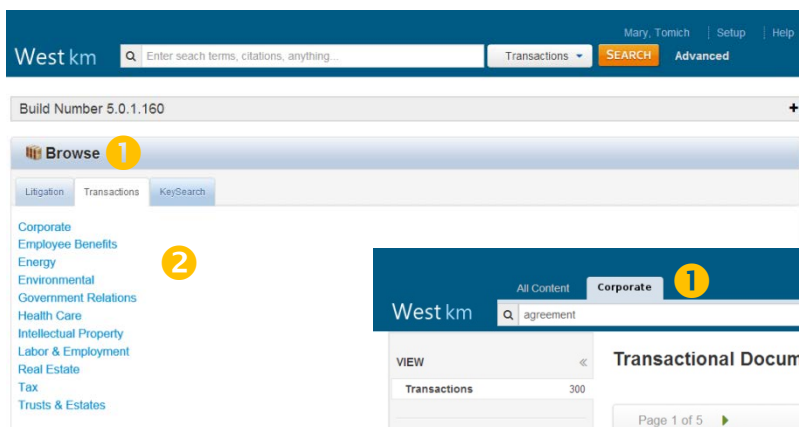 Mary, Tomich | Setup | Help
West km Enter seach terms, citations, anything... Transactions SEARCH Advanced
Build Number 5.0.1.160 +
Browse 1
Litigation Transactions KeySearch
Corporate
Employee Benefits
Energy
Environmental
Government Relations
Health Care
Intellectual Property
Labor & Employment
Real Estate
Tax
Trusts & Estates
2
All Content Corporate 1
West km agreement
VIEW «
Transactions 300
Transactional Docum
Page 1 of 5